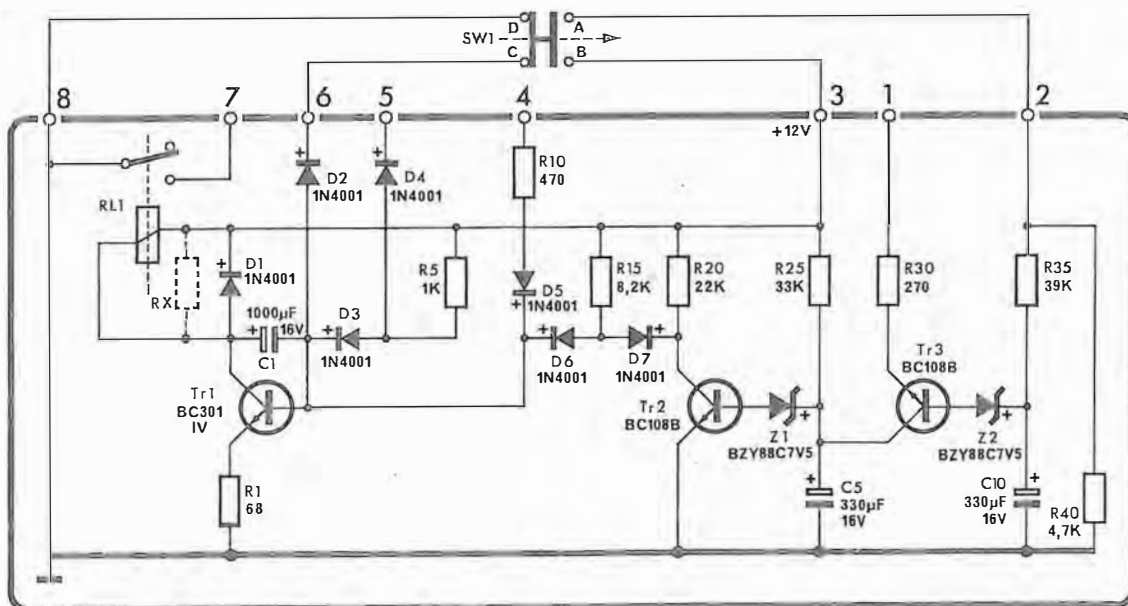 D
A
SW1
C
B
8
7
6
5
4
3
1
2
+12V
+
D2
1N4001
+
D4
1N4001
R10
470
RL1
RX
+
D1
1N4001
R5
1K
D5
+
1N4001
R15
8,2K
R20
22K
R25
33K
R30
270
R35
39K
1000µF
+
16V
C1
+
D3
1N4001
+
D6
1N4001
D7
+
1N4001
Tr1
BC301
IV
Tr2
BC108B
Z1
+
BZY88C7V5
Tr3
BC108B
Z2
+
BZY88C7V5
R1
68
+
C5
330µF
16V
C10
+
330µF
16V
R40
4,7K